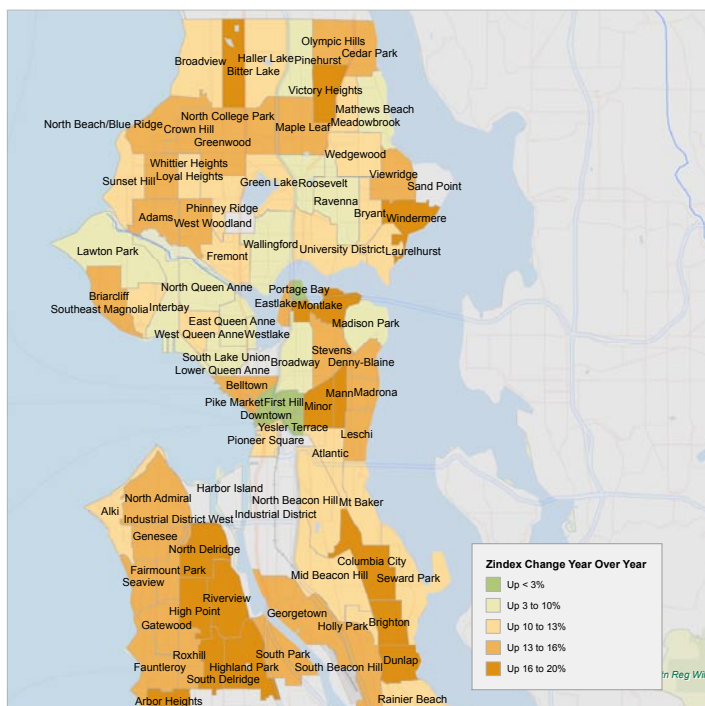 Olympic Hills
Cedar Park
Broadview
Haller Lake
Pinehurst
Bitter Lake
Victory Heights
Mathews Beach
Meadowbrook
North Beach/Blue Ridge
North College Park
Crown Hill
Maple Leaf
Greenwood
Wedgewood
Whittier Heights
Loyal Heights
Viewridge
Sunset Hill
Green Lake
Roosevelt
Sand Point
Ravenna
Phinney Ridge
Adams
West Woodland
Bryant
Windermere
Wallingford
University District
Laurelhurst
Lawton Park
Fremont
Briarcliff
North Queen Anne
Portage Bay
Southeast Magnolia
Interbay
Eastlake
Montlake
East Queen Anne
Madison Park
West Queen Anne
Westlake
South Lake Union
Lower Queen Anne
Broadway
Stevens
Denny-Blaine
Belltown
Pike Market
First Hill
Mann
Madrona
Minor
Downtown
Yesler Terrace
Pioneer Square
Leschi
Atlantic
Harbor Island
North Admiral
North Beacon Hill
Mt Baker
Alki
Industrial District West
Industrial District
Genesee
North Delridge
Fairmount Park
Seaview
Columbia City
Mid Beacon Hill
Seward Park
Riverview
High Point
Georgetown
Gatewood
Holly Park
Brighton
Roxhill
South Park
Fauntleroy
Highland Park
South Beacon Hill
Dunlap
South Delridge
Arbor Heights
Rainier Beach
Zindex Change Year Over Year
Up < 3%
Up 3 to 10%
Up 10 to 13%
Up 13 to 16%
Up 16 to 20%
Reg